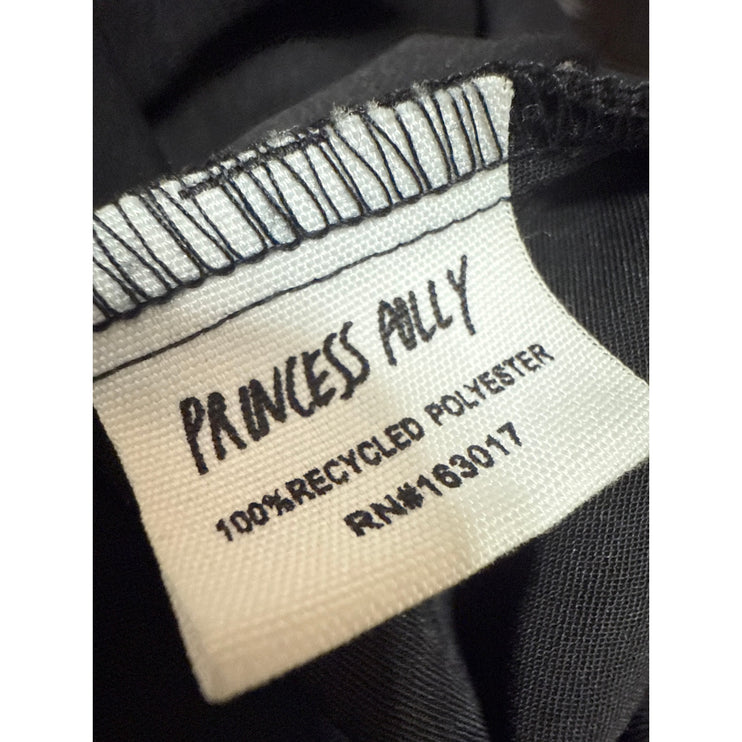 PRINCESS POLLY
100%RECYCLED POLYESTER
RN#163017